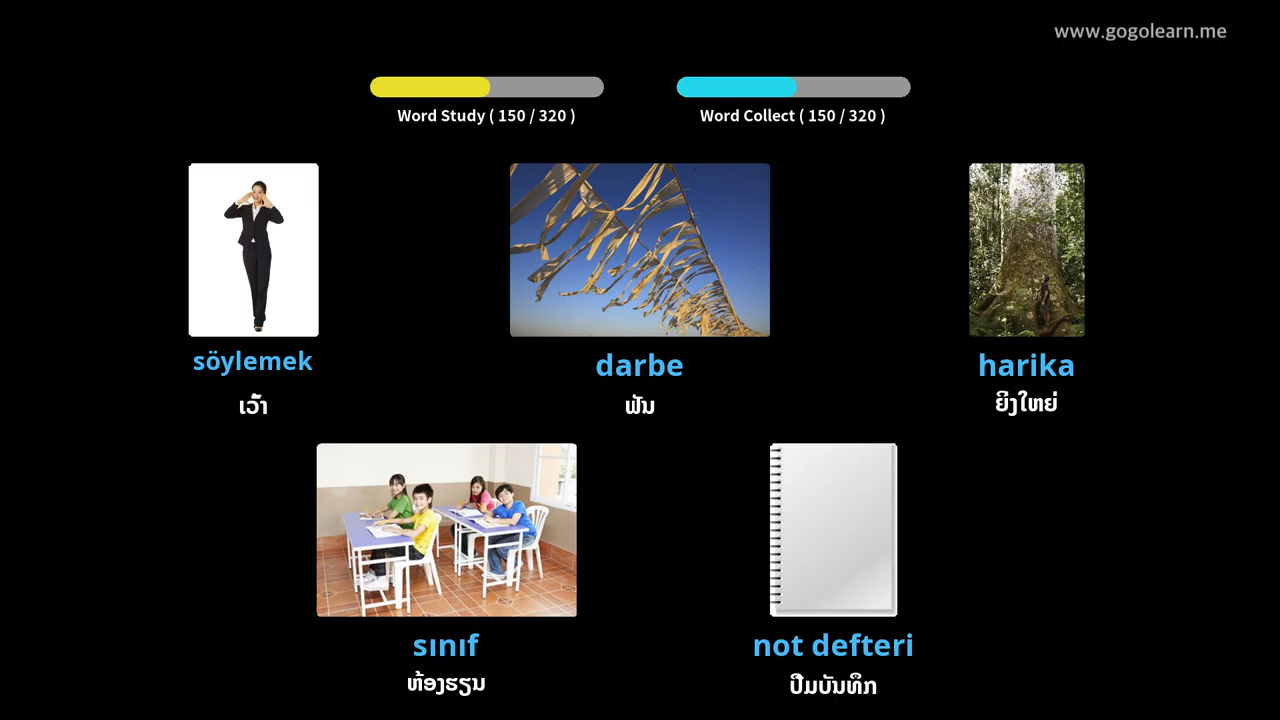 www.gogolearn.me
Word Study ( 150 / 320 )
Word Collect ( 150 / 320 )
söylemek
ເວົ້າ
darbe
ຟັນ
harika
ຍິ່ງໃຫຍ່
sınıf
ຫ້ອງຮຽນ
not defteri
ປຶ້ມບັນທຶກ